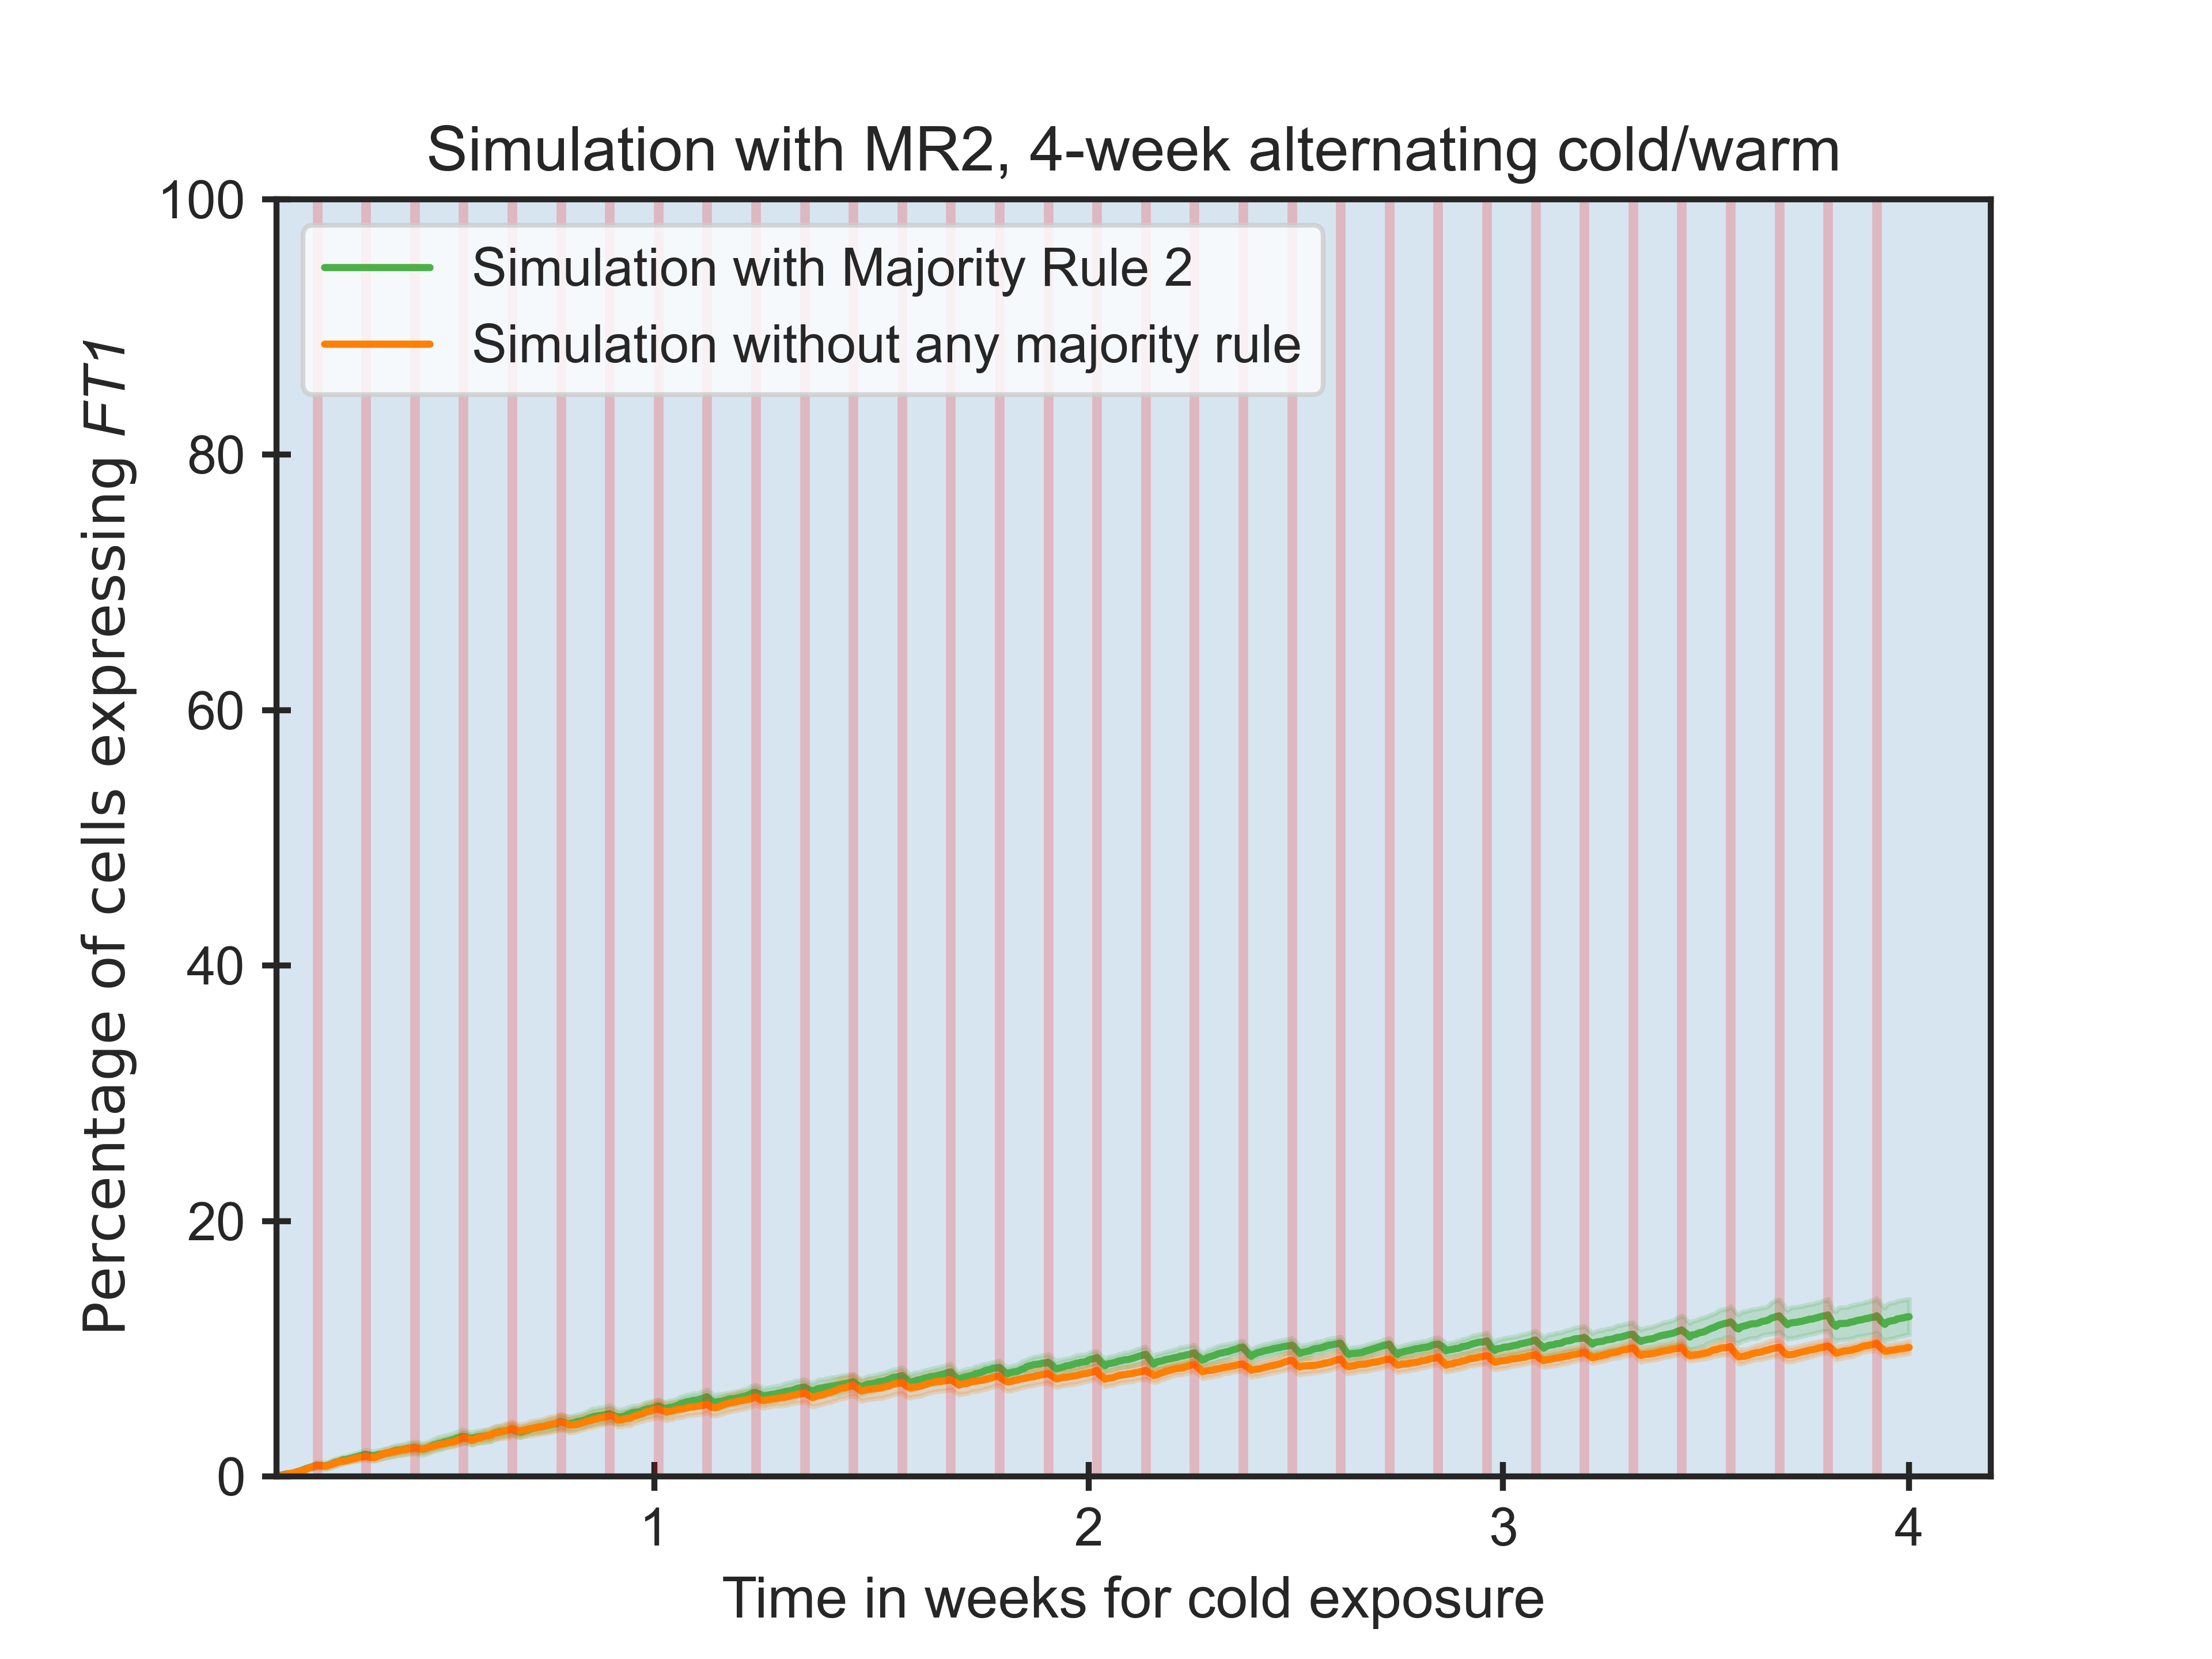 Simulation with MR2, 4-week alternating cold/warm
100
80
60
40
20
0
Percentage of cells expressing FT1
Simulation with Majority Rule 2
Simulation without any majority rule
1 2 3 4
Time in weeks for cold exposure